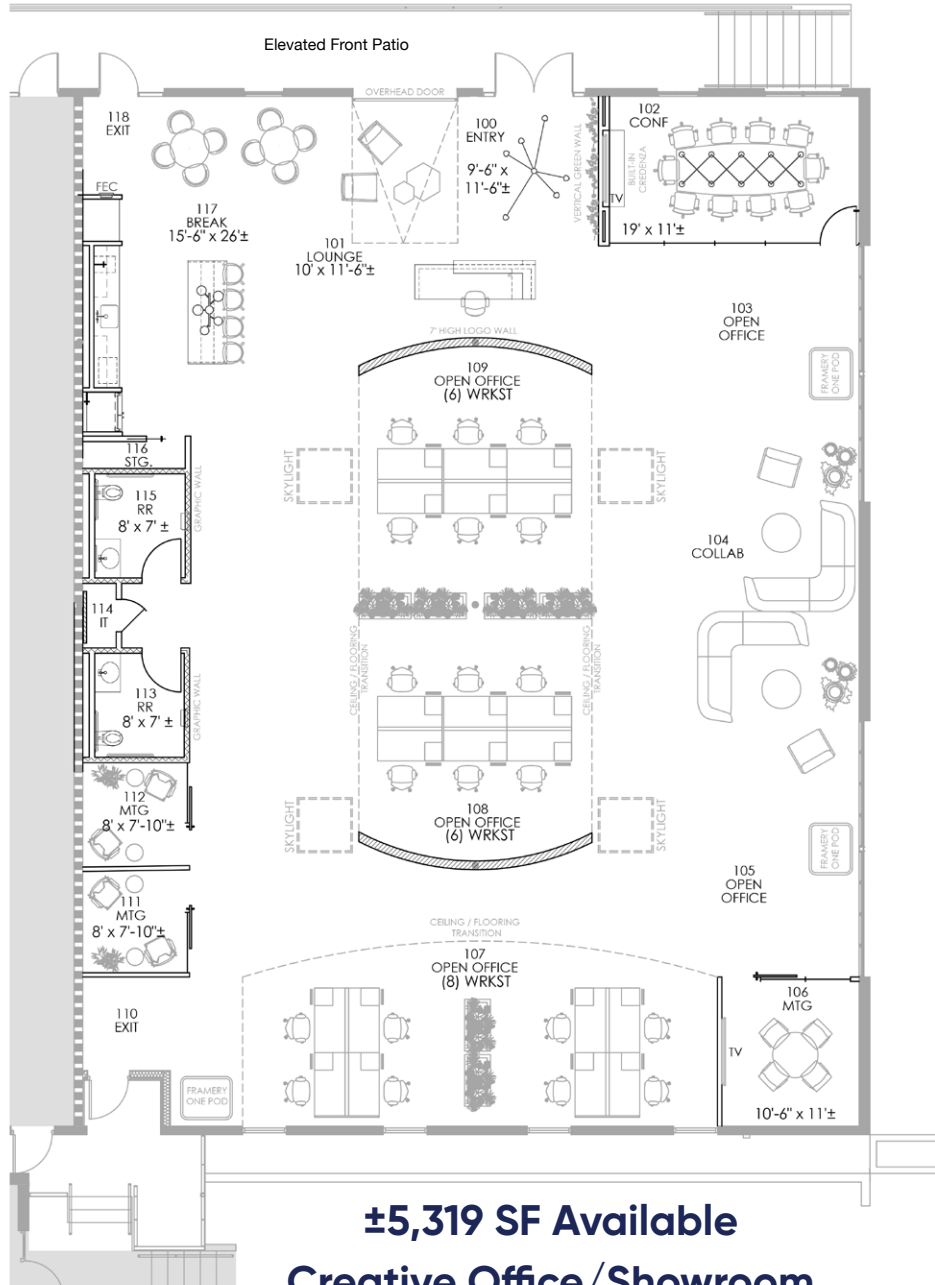 Elevated Front Patio
OVERHEAD DOOR
118
EXIT
100
ENTRY
9'-6" x
11'-6"±
VERTICAL GREEN WALL
102
CONF
BUILT-IN
CREDENZA
TV
19' x 11'±
FEC
117
BREAK
15'-6" x 26'±
101
LOUNGE
10' x 11'-6"±
103
OPEN
OFFICE
7' HIGH LOGO WALL
FRAMERY
ONE POD
109
OPEN OFFICE
(6) WRKST
116
STG.
SKYLIGHT
SKYLIGHT
GRAPHIC WALL
115
RR
8' x 7' ±
104
COLLAB
114
IT
CEILING / FLOORING
TRANSITION
CEILING / FLOORING
TRANSITION
113
RR
8' x 7' ±
GRAPHIC WALL
112
MTG
8' x 7'-10"±
108
OPEN OFFICE
(6) WRKST
SKYLIGHT
SKYLIGHT
FRAMERY
ONE POD
111
MTG
8' x 7'-10"±
105
OPEN
OFFICE
CEILING / FLOORING
TRANSITION
107
OPEN OFFICE
(8) WRKST
106
MTG
110
EXIT
TV
FRAMERY
ONE POD
10'-6" x 11'±
±5,319 SF Available
Creative Office/Showroom